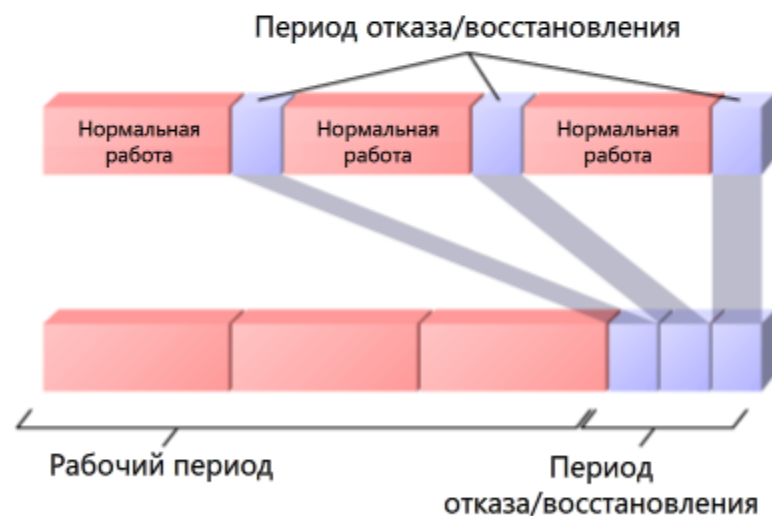 Период отказа/восстановления
Нормальная
работа
Нормальная
работа
Нормальная
работа
Рабочий период
Период
отказа/восстановления